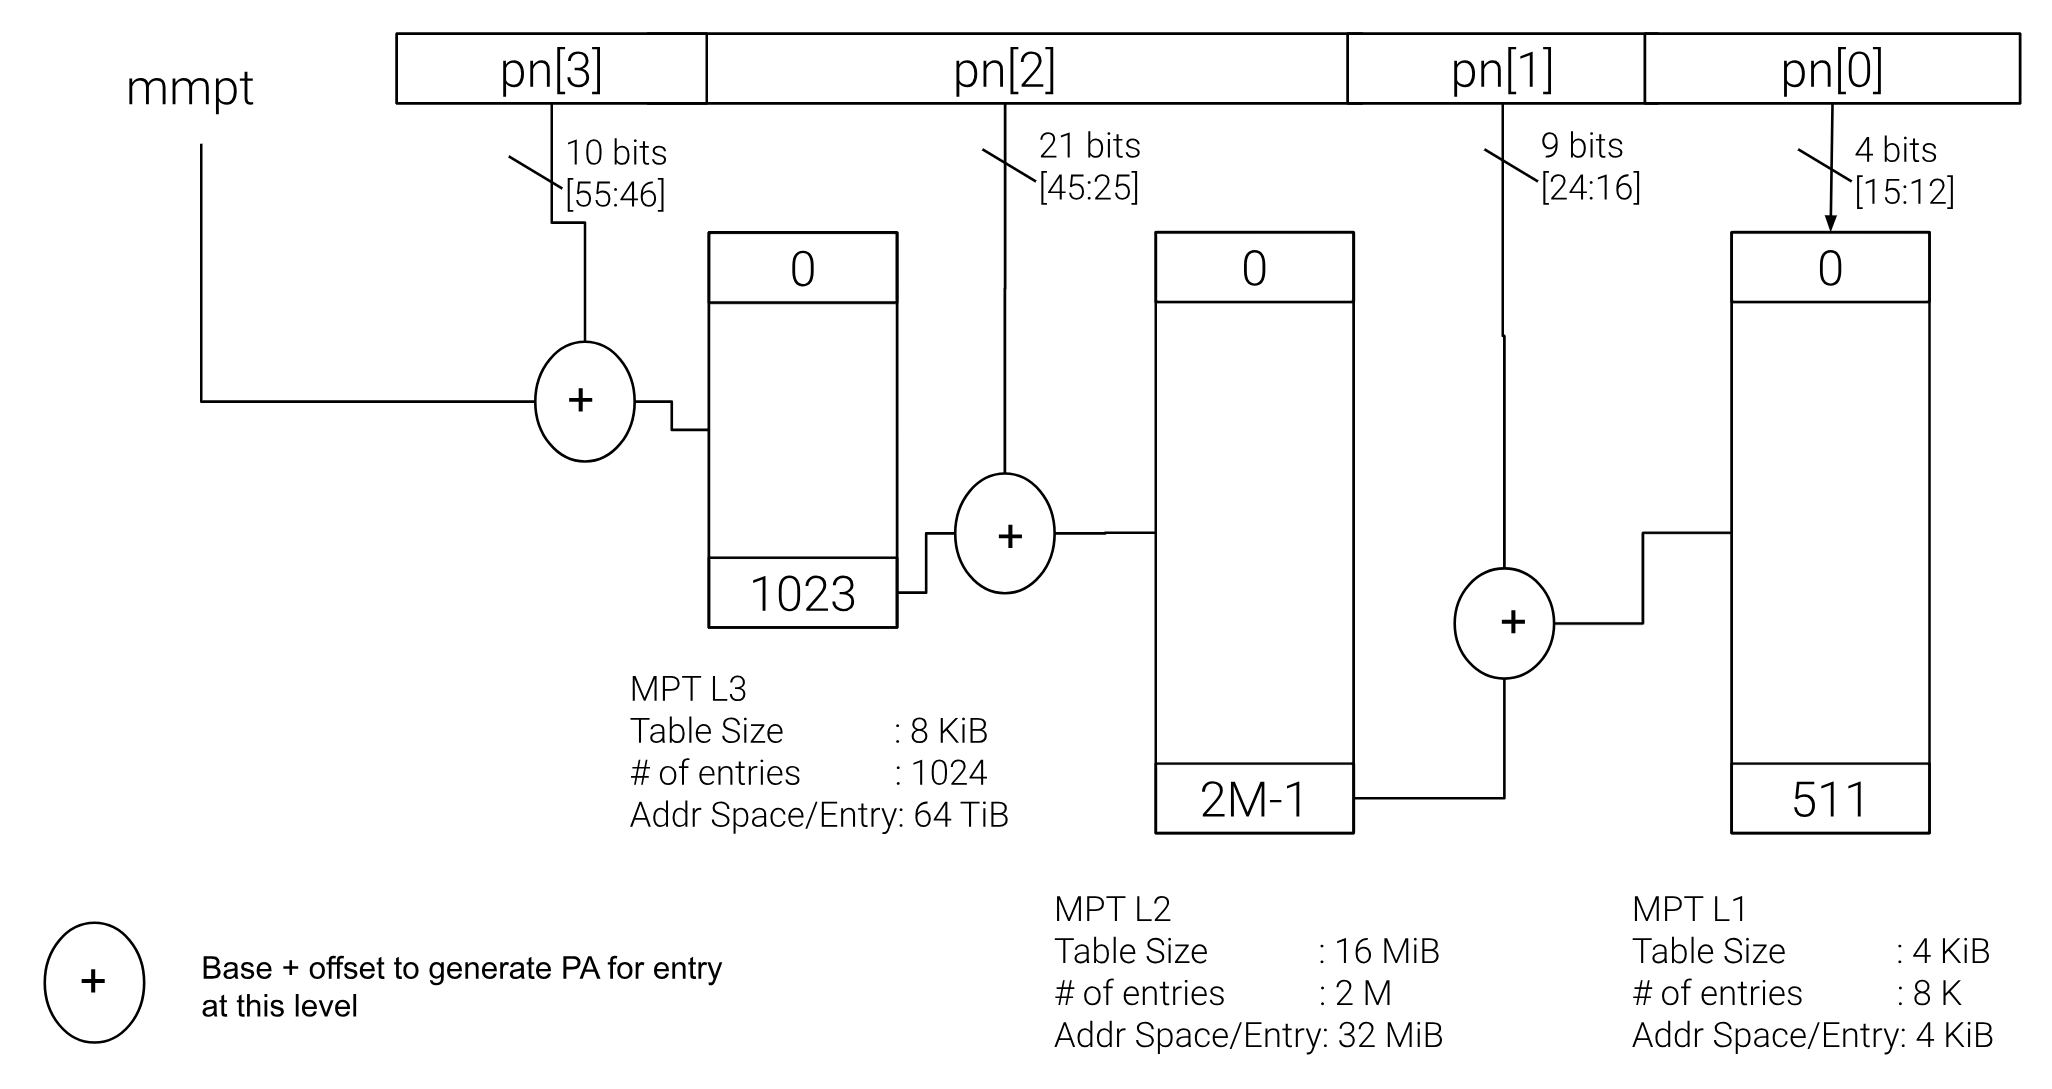 mmpt
pn[3]
pn[2]
pn[1]
pn[0]
10 bits
[55:46]
21 bits
[45:25]
9 bits
[24:16]
4 bits
[15:12]
0
0
0
+
+
+
1023
2M-1
511
MPT L3
Table Size : 8 KiB
# of entries : 1024
Addr Space/Entry: 64 TiB
MPT L2
Table Size : 16 MiB
# of entries : 2 M
Addr Space/Entry: 32 MiB
MPT L1
Table Size : 4 KiB
# of entries : 8 K
Addr Space/Entry: 4 KiB
+
Base + offset to generate PA for entry
at this level